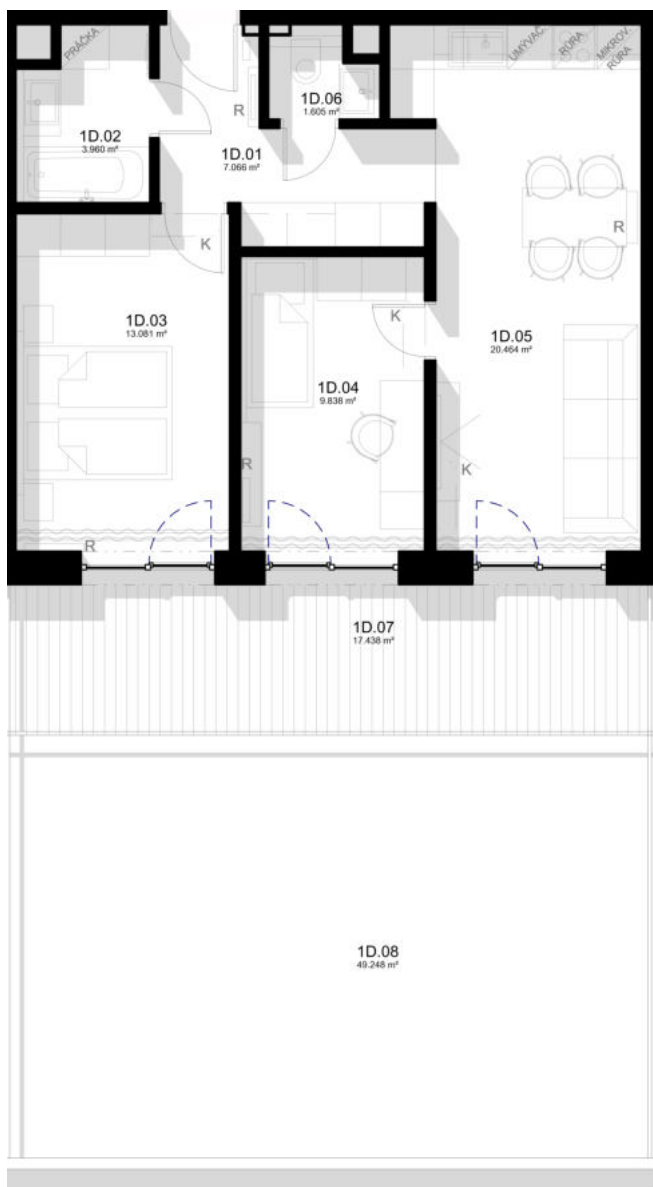 PRÁČKA
UMÝVAČ.
RÚRA
MIKROV.
RÚRA
R
1D.06
1.605 m²
1D.02
3.960 m²
1D.01
7.066 m²
R
K
1D.03
13.081 m²
K
1D.05
20.464 m²
1D.04
9.838 m²
R
K
R
1D.07
17.438 m²
1D.08
49.248 m²